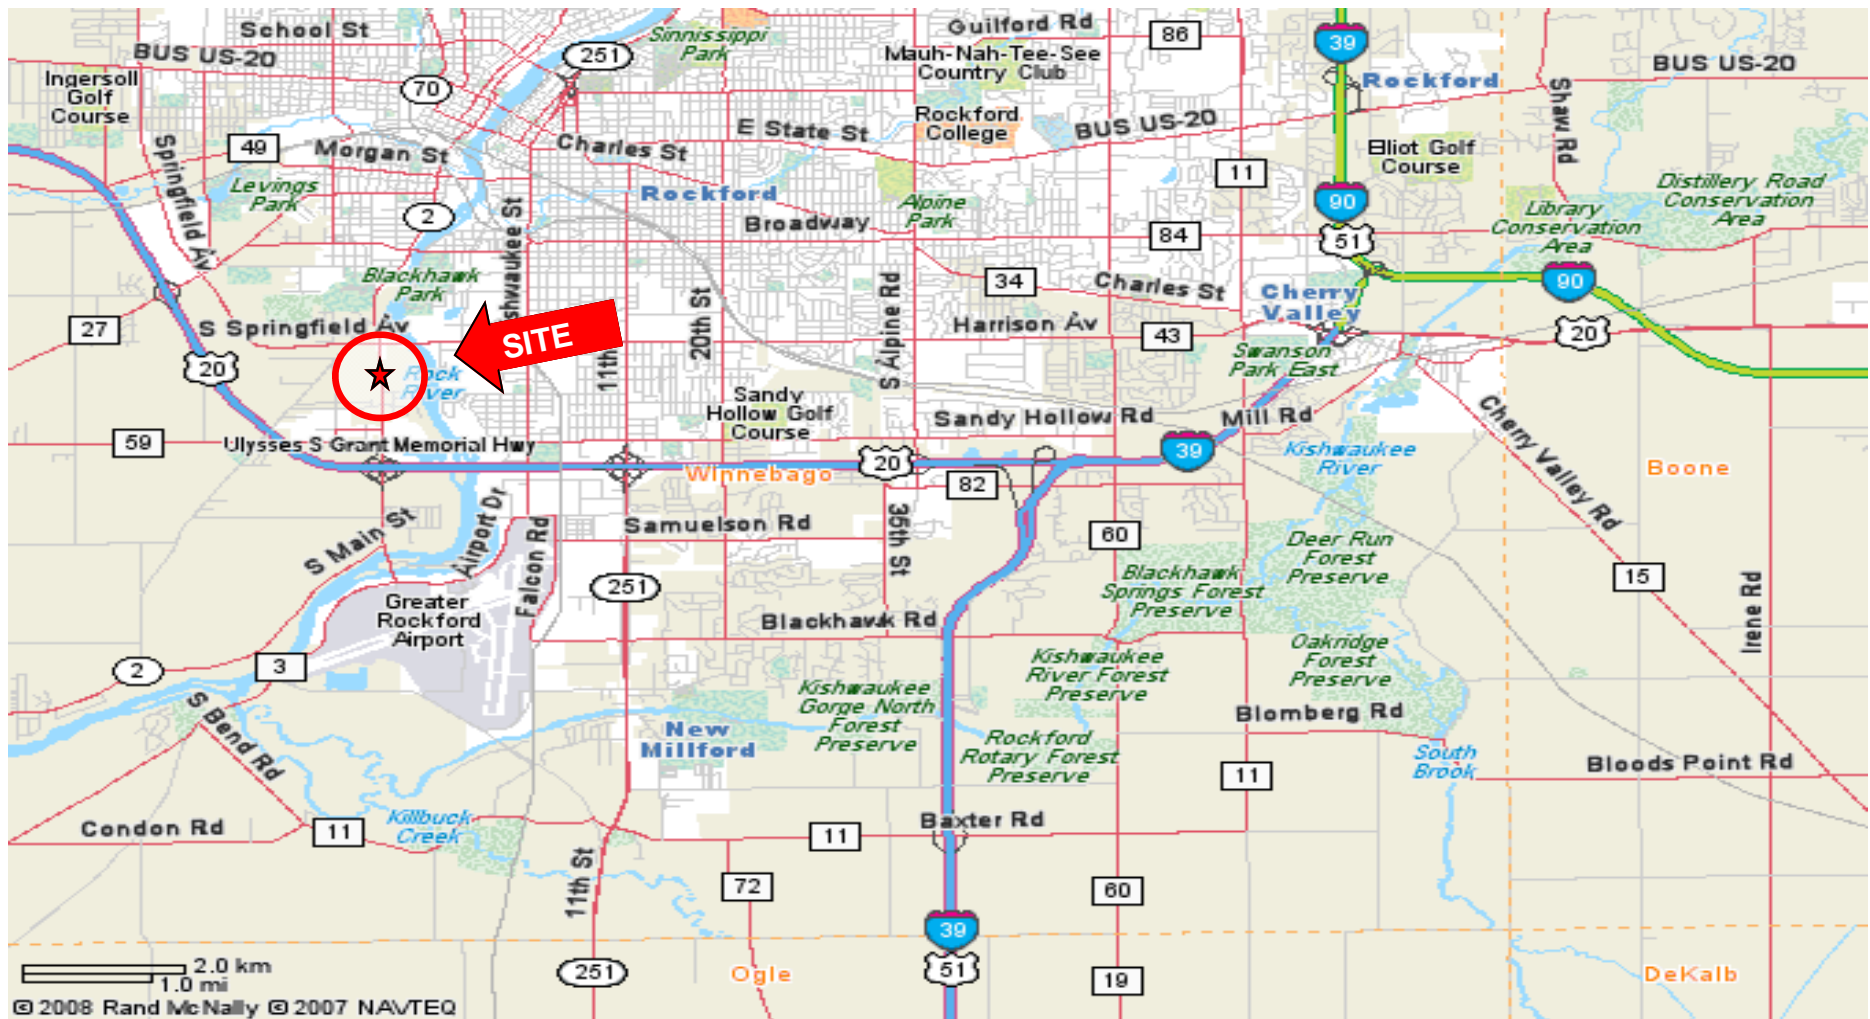 School St
BUS US-20
Ingersoll
Golf
Course
70
251
Sinnissippi
Park
Guilford Rd
86
Mauh-Nah-Tee-See
Country Club
39
Rockford
BUS US-20
Rockford
College
E State St
BUS US-20
Shaw Rd
49
Morgan St
Charles St
Springfield Av
Levings
Park
Rockford
Elliot Golf
Course
11
90
2
Alpine
Park
Broadway
84
51
Library
Conservation
Area
Distillery Road
Conservation
Area
Blackhawk
Park
shwaukee St
34
Charles St
Cherry
Valley
90
27
S Springfield Av
SITE
11th
20th St
S Alpine Rd
Harrison Av
43
20
20
Rock
River
Swanson
Park East
Sandy
Hollow Golf
Course
Sandy Hollow Rd
Mill Rd
Cherry Valley Rd
59
Ulysses S Grant Memorial Hwy
Winnebago
20
39
82
Kishwaukee
River
Boone
S Main St
Airport Dr
Falcon Rd
Samuelson Rd
35th St
60
Deer Run
Forest
Preserve
251
Blackhawk
Springs Forest
Preserve
15
Irene Rd
Greater
Rockford
Airport
Blackhawk Rd
2
3
Kishwaukee
River Forest
Preserve
Oakridge
Forest
Preserve
S Bend Rd
Kishwaukee
Gorge North
Forest
Preserve
New
Millford
Rockford
Rotary Forest
Preserve
Blomberg Rd
South
Brook
11
Bloods Point Rd
Condon Rd
11
Killbuck
Creek
11
Baxter Rd
11th St
72
60
39
2.0 km
1.0 mi
251
Ogle
51
19
DeKalb
© 2008 Rand McNally © 2007 NAVTEQ